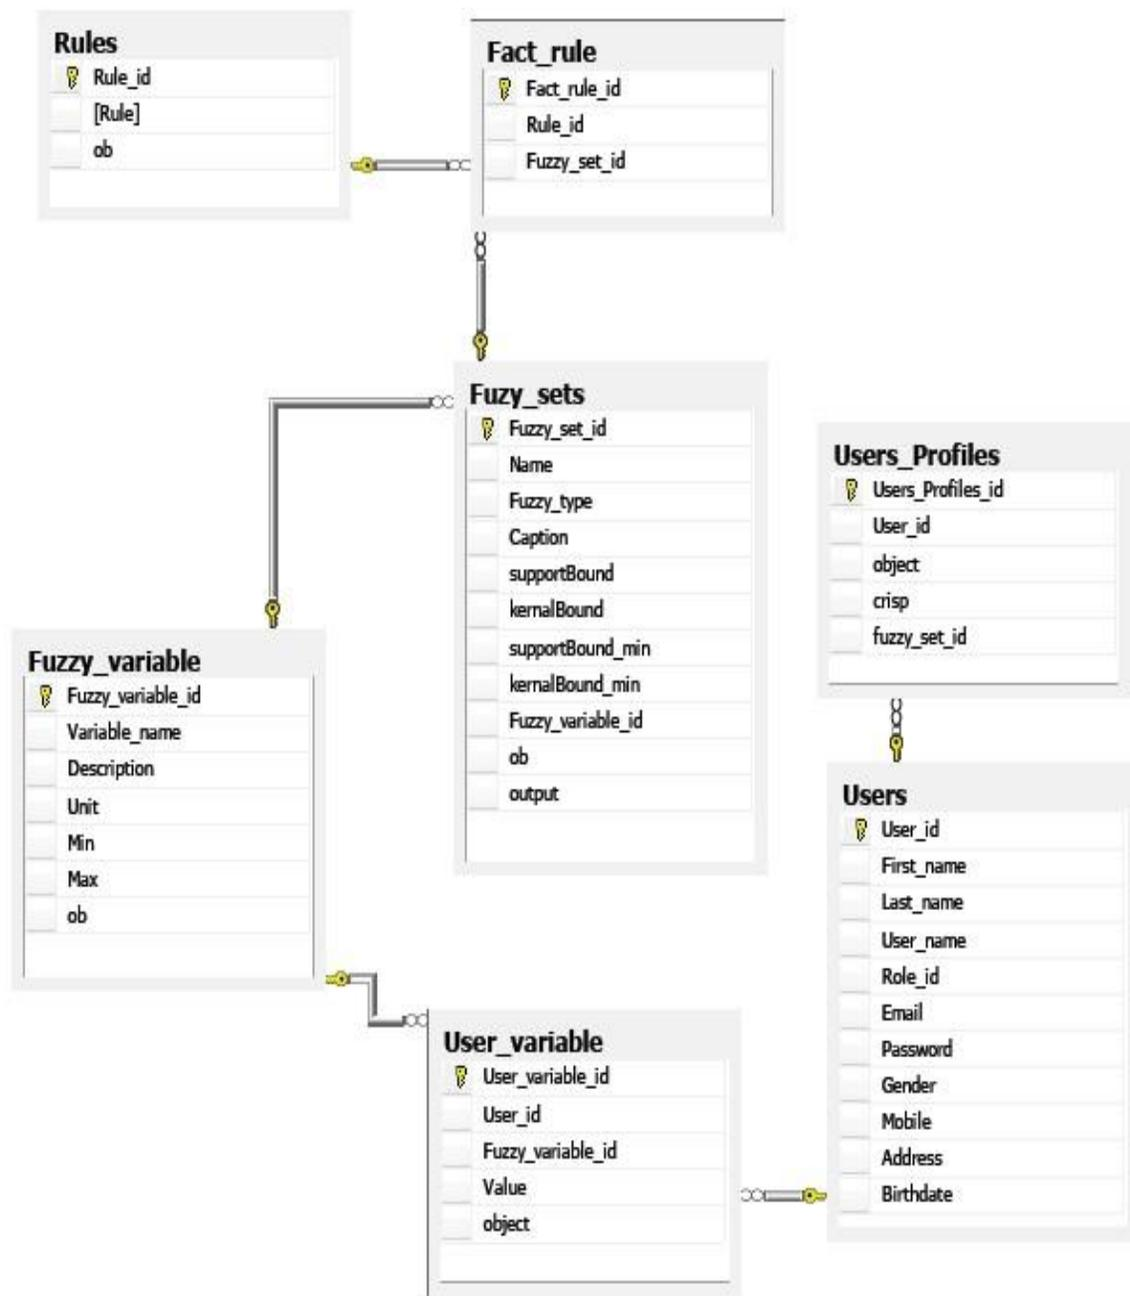 Rules
Rule_id
[Rule]
ob
Fact_rule
Fact_rule_id
Rule_id
Fuzzy_set_id
Fuzy_sets
Fuzzy_set_id
Name
Fuzzy_type
Caption
supportBound
kernalBound
supportBound_min
kernalBound_min
Fuzzy_variable_id
ob
output
Users_Profiles
Users_Profiles_id
User_id
object
crisp
fuzzy_set_id
Fuzzy_variable
Fuzzy_variable_id
Variable_name
Description
Unit
Min
Max
ob
Users
User_id
First_name
Last_name
User_name
Role_id
Email
Password
Gender
Mobile
Address
Birthdate
User_variable
User_variable_id
User_id
Fuzzy_variable_id
Value
object